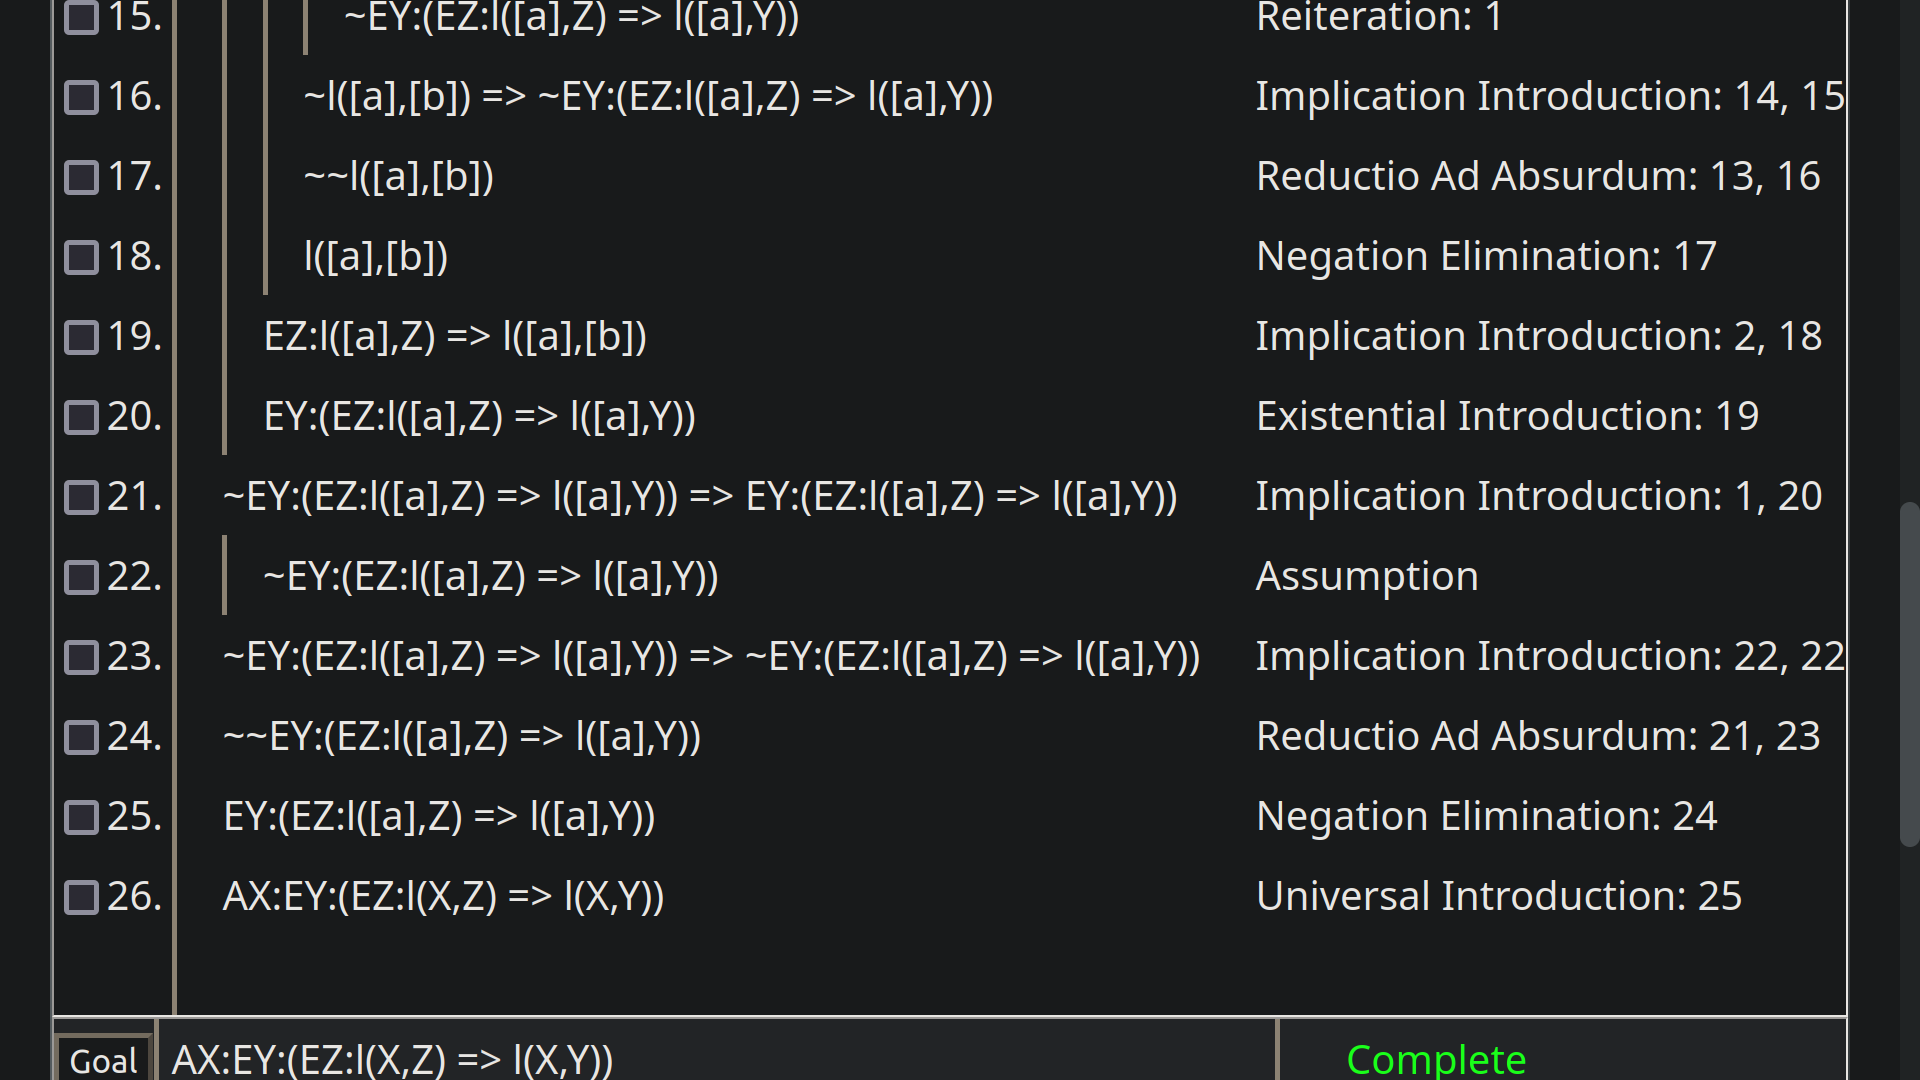 15. ~EY:(EZ:l([a],Z) => l([a],Y)) Reiteration: 1
16. ~l([a],[b]) => ~EY:(EZ:l([a],Z) => l([a],Y)) Implication Introduction: 14, 15
17. ~~l([a],[b]) Reductio Ad Absurdum: 13, 16
18. l([a],[b]) Negation Elimination: 17
19. EZ:l([a],Z) => l([a],[b]) Implication Introduction: 2, 18
20. EY:(EZ:l([a],Z) => l([a],Y)) Existential Introduction: 19
21. ~EY:(EZ:l([a],Z) => l([a],Y)) => EY:(EZ:l([a],Z) => l([a],Y)) Implication Introduction: 1, 20
22. ~EY:(EZ:l([a],Z) => l([a],Y)) Assumption
23. ~EY:(EZ:l([a],Z) => l([a],Y)) => ~EY:(EZ:l([a],Z) => l([a],Y)) Implication Introduction: 22, 22
24. ~~EY:(EZ:l([a],Z) => l([a],Y)) Reductio Ad Absurdum: 21, 23
25. EY:(EZ:l([a],Z) => l([a],Y)) Negation Elimination: 24
26. AX:EY:(EZ:l(X,Z) => l(X,Y)) Universal Introduction: 25
Goal AX:EY:(EZ:l(X,Z) => l(X,Y)) Complete